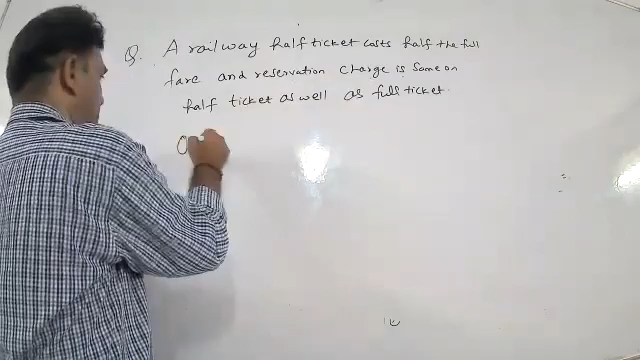 Q. A railway half ticket costs half the full
fare and reservation charge is same on
half ticket as well as full ticket.